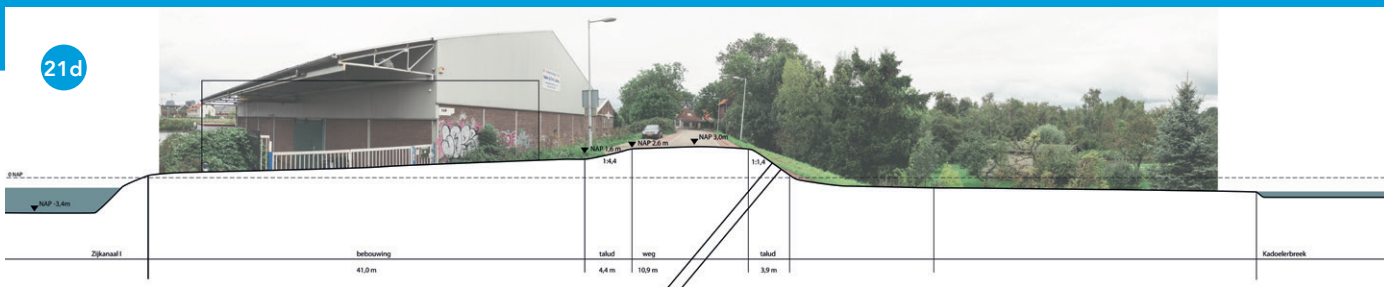 21d
NAP 3,0m
NAP 1,6 m
NAP 2,6 m
1:4,4
1:1,4
0 NAP
NAP -3,4m
Zijkanaal I
bebouwing
talud
weg
talud
Kadoelerbreek
41,0 m
4,4 m
10,9 m
3,9 m